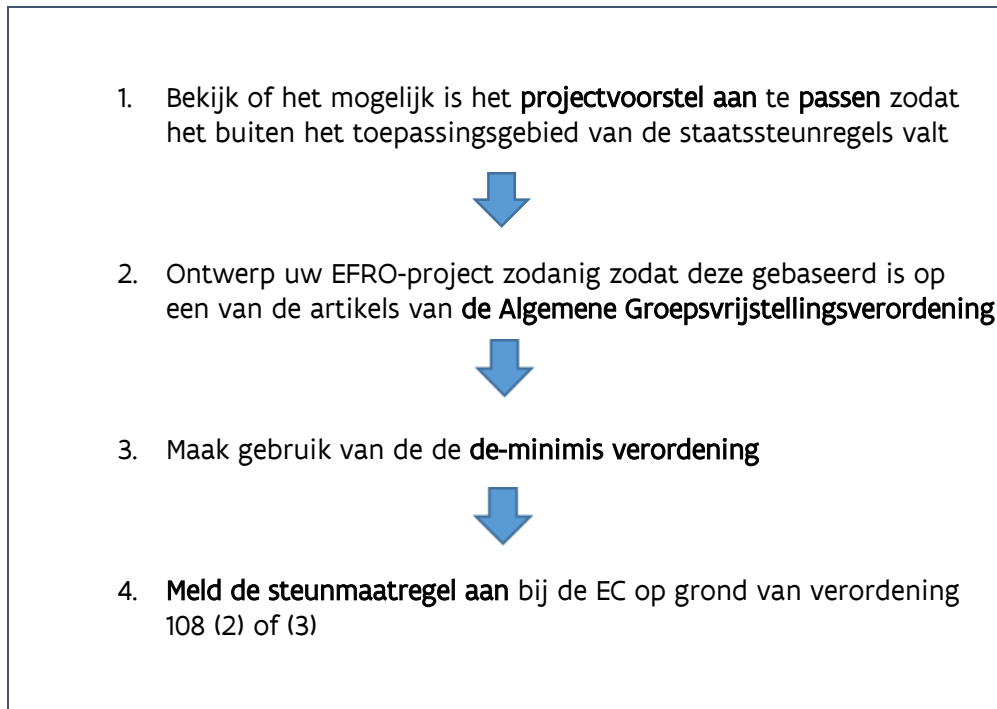 1. Bekijk of het mogelijk is het projectvoorstel aan te passen zodat
het buiten het toepassingsgebied van de staatssteunregels valt
2. Ontwerp uw EFRO-project zodanig zodat deze gebaseerd is op
een van de artikels van de Algemene Groepsvrijstellingsverordening
3. Maak gebruik van de de de-minimis verordening
4. Meld de steunmaatregel aan bij de EC op grond van verordening
108 (2) of (3)